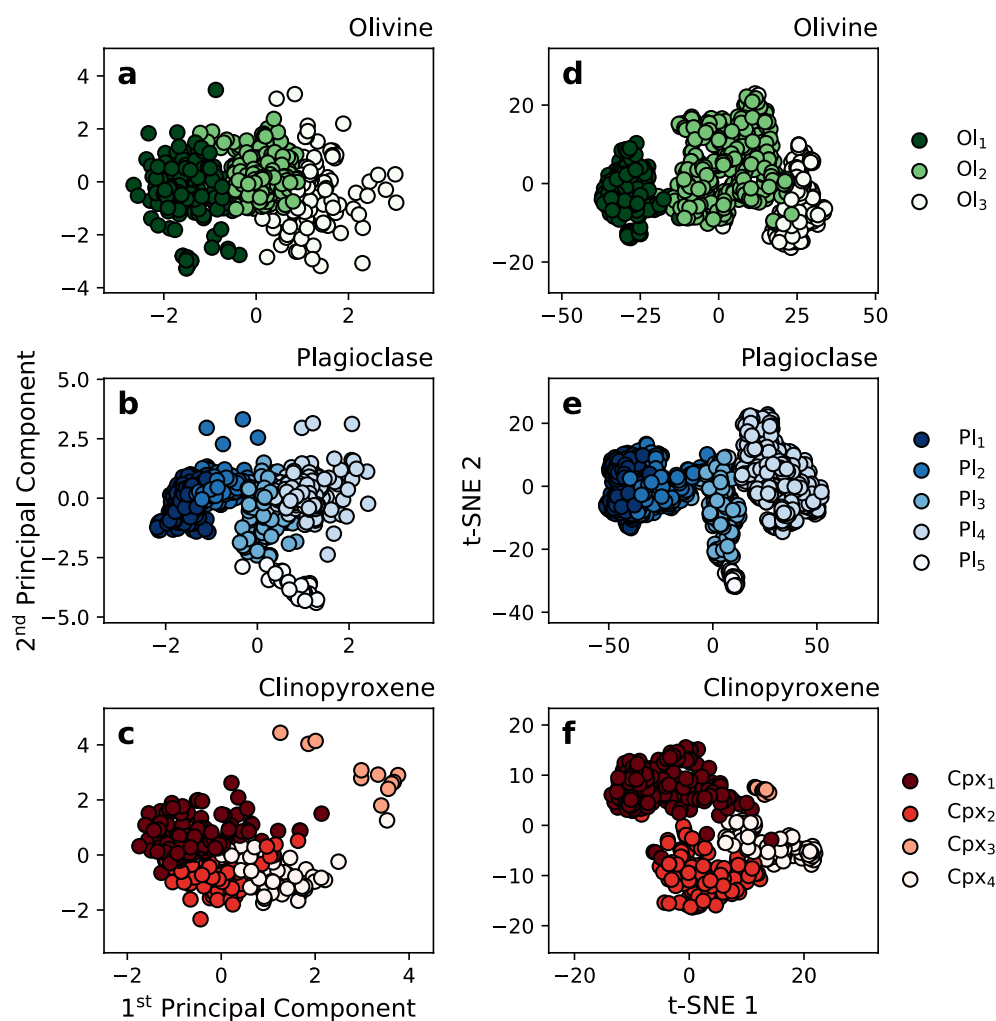 Olivine
a
4
2
0
−2
−4
−2
0
2
Olivine
d
20
0
−20
−50
−25
0
25
50
Ol₁
Ol₂
Ol₃
Plagioclase
b
5.0
2.5
0.0
−2.5
−5.0
−2
0
2
2ⁿᵈ Principal Component
Plagioclase
e
20
0
−20
−40
−50
0
50
t-SNE 2
Pl₁
Pl₂
Pl₃
Pl₄
Pl₅
Clinopyroxene
c
4
2
0
−2
−2
0
2
4
1ˢᵗ Principal Component
Clinopyroxene
f
20
10
0
−10
−20
−20
0
20
t-SNE 1
Cpx₁
Cpx₂
Cpx₃
Cpx₄